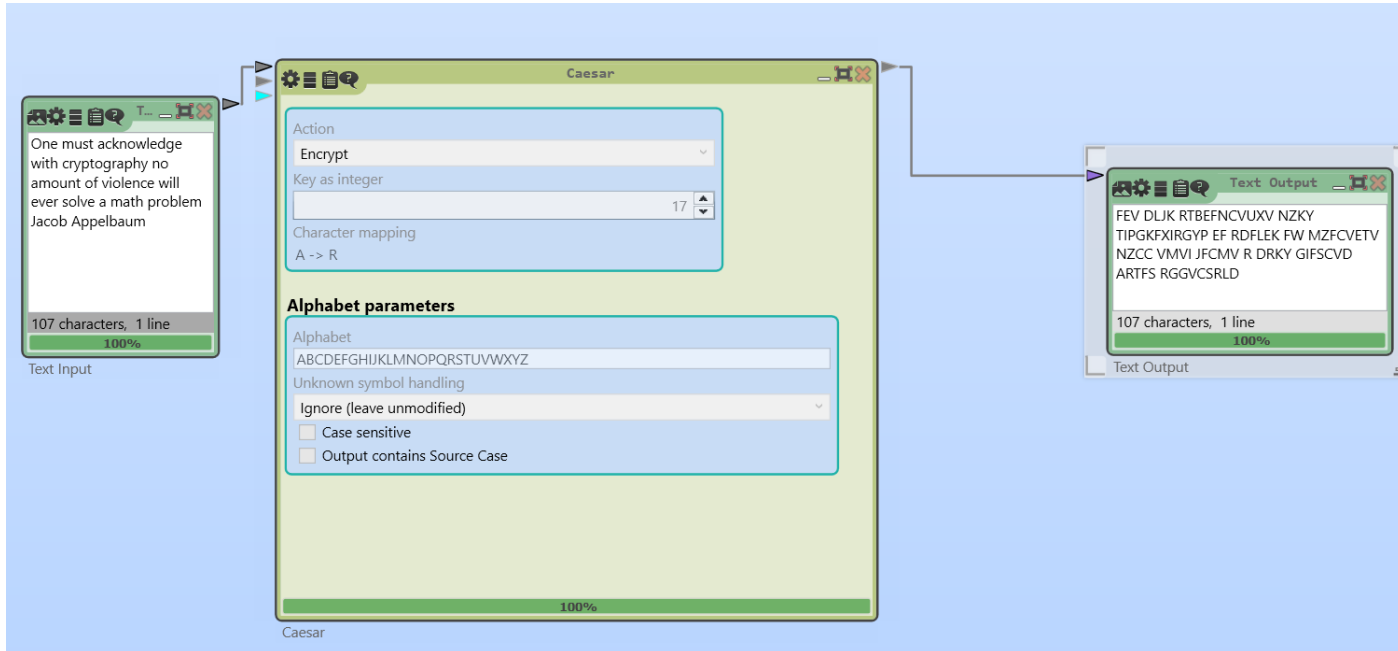 T...
One must acknowledge
with cryptography no
amount of violence will
ever solve a math problem
Jacob Appelbaum
107 characters, 1 line
100%
Text Input
Caesar
Action
Encrypt
Key as integer
17
Character mapping
A -> R
Alphabet parameters
Alphabet
ABCDEFGHIJKLMNOPQRSTUVWXYZ
Unknown symbol handling
Ignore (leave unmodified)
Case sensitive
Output contains Source Case
100%
Caesar
Text Output
FEV DLJK RTBEFNCVUXV NZKY
TIPGKFXIRGYP EF RDFLEK FW MZFCVETV
NZCC VMVI JFCMV R DRKY GIFSCVD
ARTFS RGGVCSRLD
107 characters, 1 line
100%
Text Output